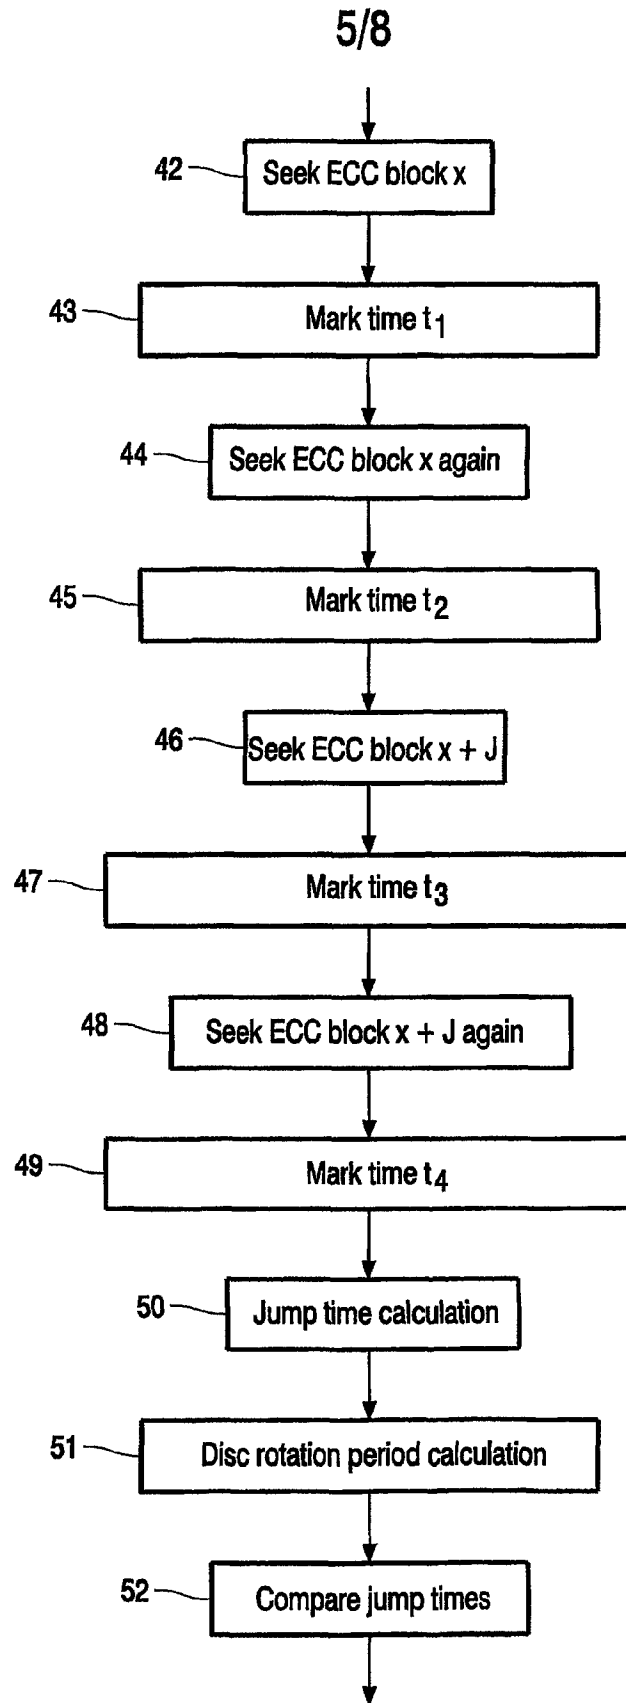 5/8
42 Seek ECC block x
43 Mark time t1
44 Seek ECC block x again
45 Mark time t2
46 Seek ECC block x + J
47 Mark time t3
48 Seek ECC block x + J again
49 Mark time t4
50 Jump time calculation
51 Disc rotation period calculation
52 Compare jump times